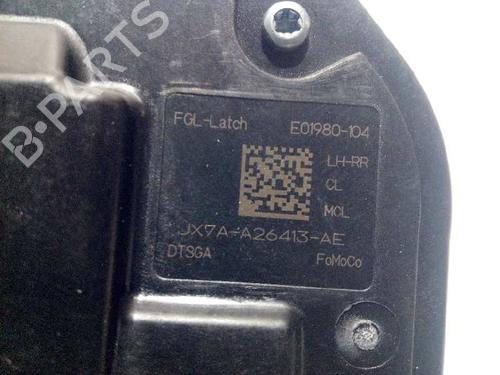 B-PARTS
FGL-Latch E01980-104
LH-RR
CL
MCL
JX7A-A26413-AE
DTSGA FoMoCo